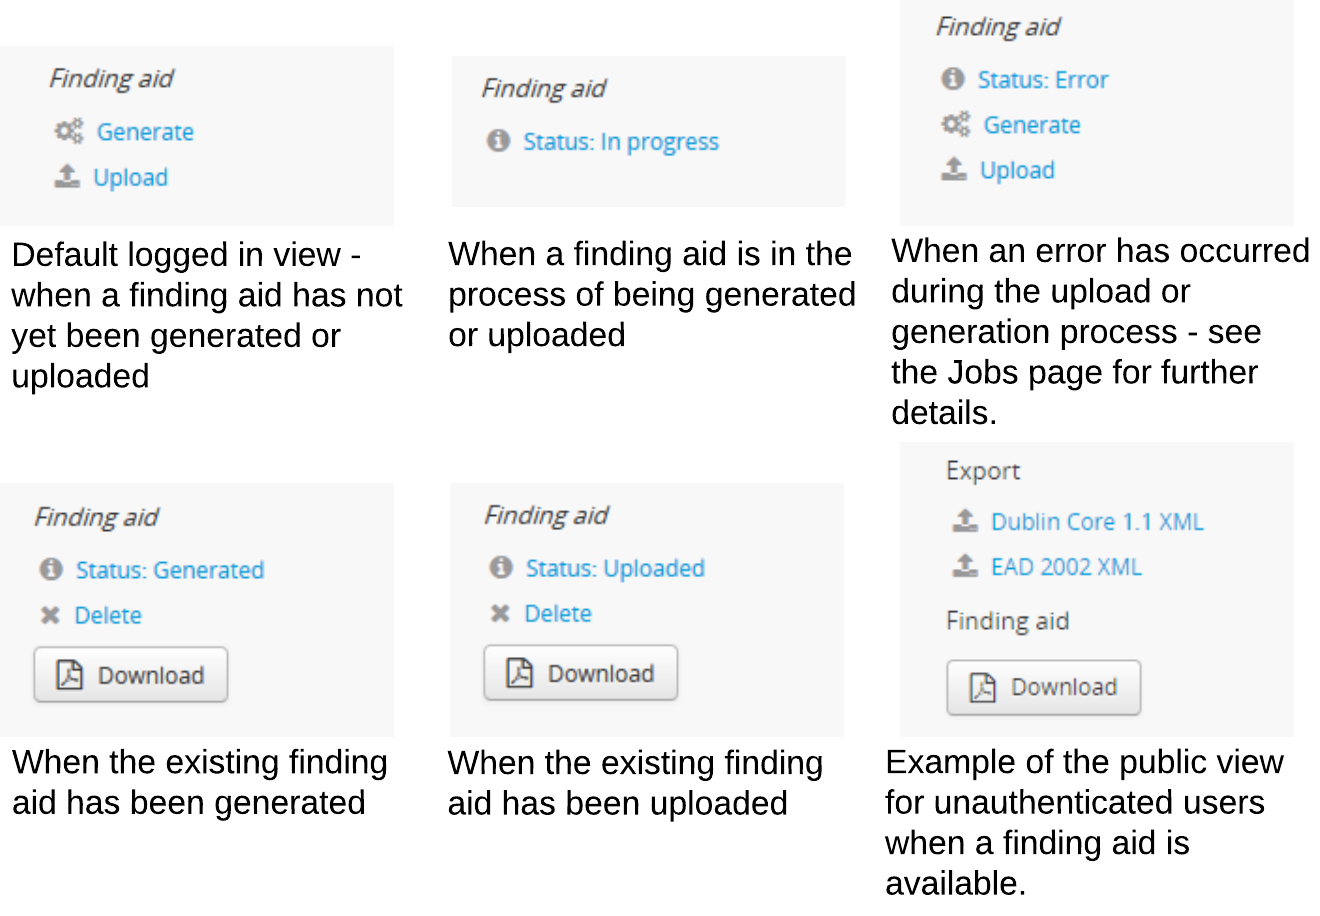 Finding aid
Generate
Upload
Default logged in view -
when a finding aid has not
yet been generated or
uploaded
Finding aid
Status: In progress
When a finding aid is in the
process of being generated
or uploaded
Finding aid
Status: Error
Generate
Upload
When an error has occurred
during the upload or
generation process - see
the Jobs page for further
details.
Finding aid
Status: Generated
Delete
Download
When the existing finding
aid has been generated
Finding aid
Status: Uploaded
Delete
Download
When the existing finding
aid has been uploaded
Export
Dublin Core 1.1 XML
EAD 2002 XML
Finding aid
Download
Example of the public view
for unauthenticated users
when a finding aid is
available.